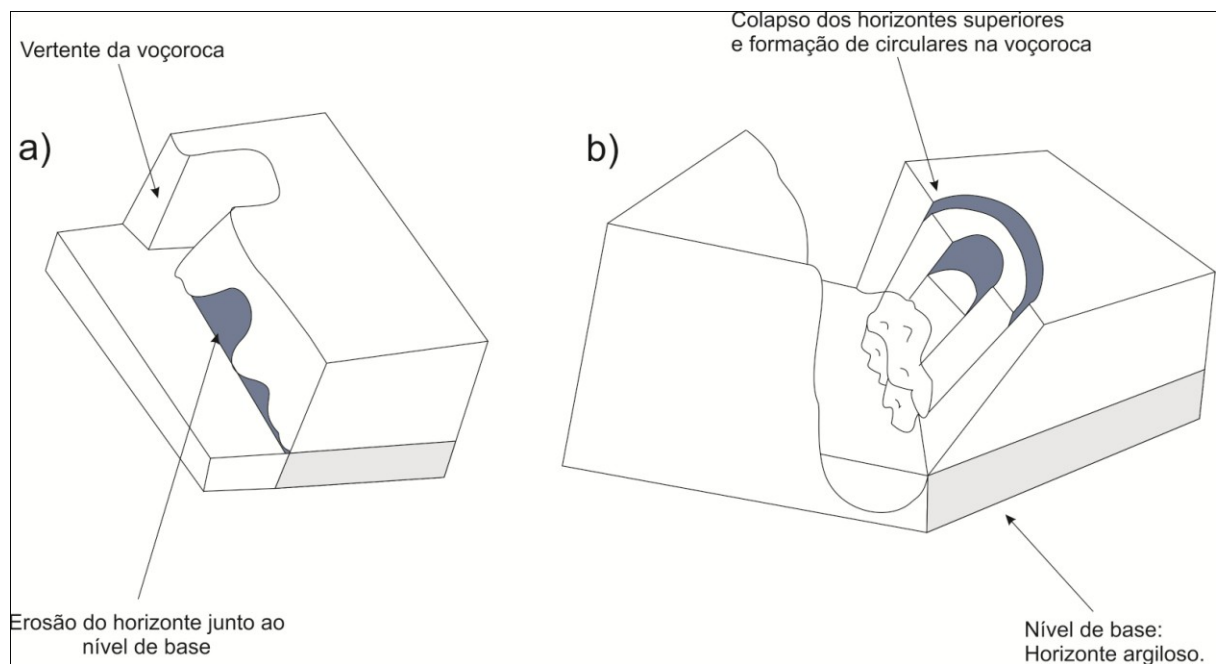 Vertente da voçoroca
a)
Erosão do horizonte junto ao
nível de base
Colapso dos horizontes superiores
e formação de circulares na voçoroca
b)
Nível de base:
Horizonte argiloso.